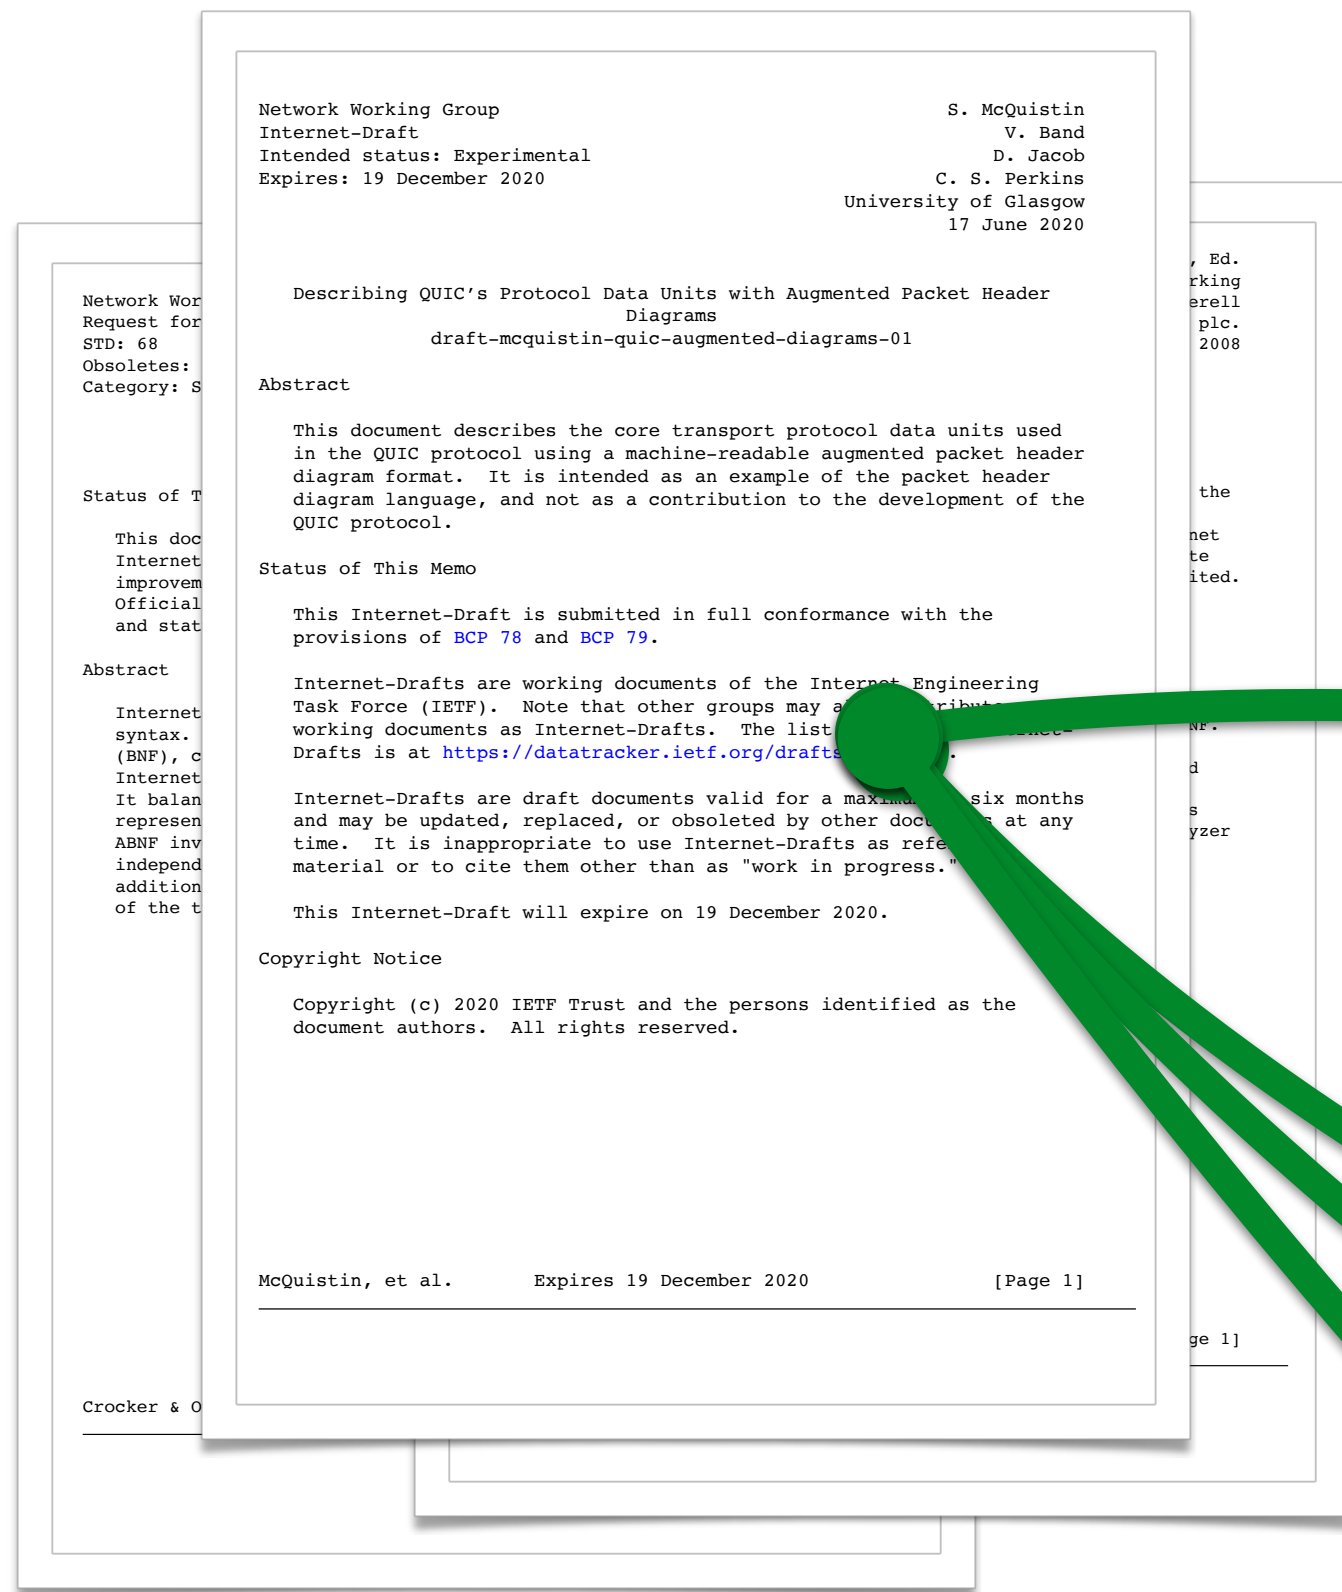 Network Working Group S. McQuistin
Internet-Draft V. Band
Intended status: Experimental D. Jacob
Expires: 19 December 2020 C. S. Perkins
University of Glasgow
17 June 2020
Describing QUIC's Protocol Data Units with Augmented Packet Header
Diagrams
draft-mcquistin-quic-augmented-diagrams-01
Abstract
This document describes the core transport protocol data units used
in the QUIC protocol using a machine-readable augmented packet header
diagram format. It is intended as an example of the packet header
diagram language, and not as a contribution to the development of the
QUIC protocol.
Status of This Memo
This Internet-Draft is submitted in full conformance with the
provisions of BCP 78 and BCP 79.
Internet-Drafts are working documents of the Internet Engineering
Task Force (IETF). Note that other groups may
working documents as Internet-Drafts. The list
Drafts is at https://datatracker.ietf.org/drafts
Internet-Drafts are draft documents valid for a six months
and may be updated, replaced, or obsoleted by other at any
time. It is inappropriate to use Internet-Drafts as
material or to cite them other than as "work in progress."
This Internet-Draft will expire on 19 December 2020.
Copyright Notice
Copyright (c) 2020 IETF Trust and the persons identified as the
document authors. All rights reserved.
McQuistin, et al. Expires 19 December 2020 [Page 1]
Network Wor
Request for
STD: 68
Obsoletes:
Category: S
Status of T
This doc
Internet
improvem
Official
and stat
Abstract
Internet
syntax.
(BNF), c
Internet
It balan
represen
ABNF inv
independ
addition
of the t
Crocker & O
, Ed.
rking
erell
plc.
2008
the
net
te
ited.
NF.
d
s
yzer
ge 1]